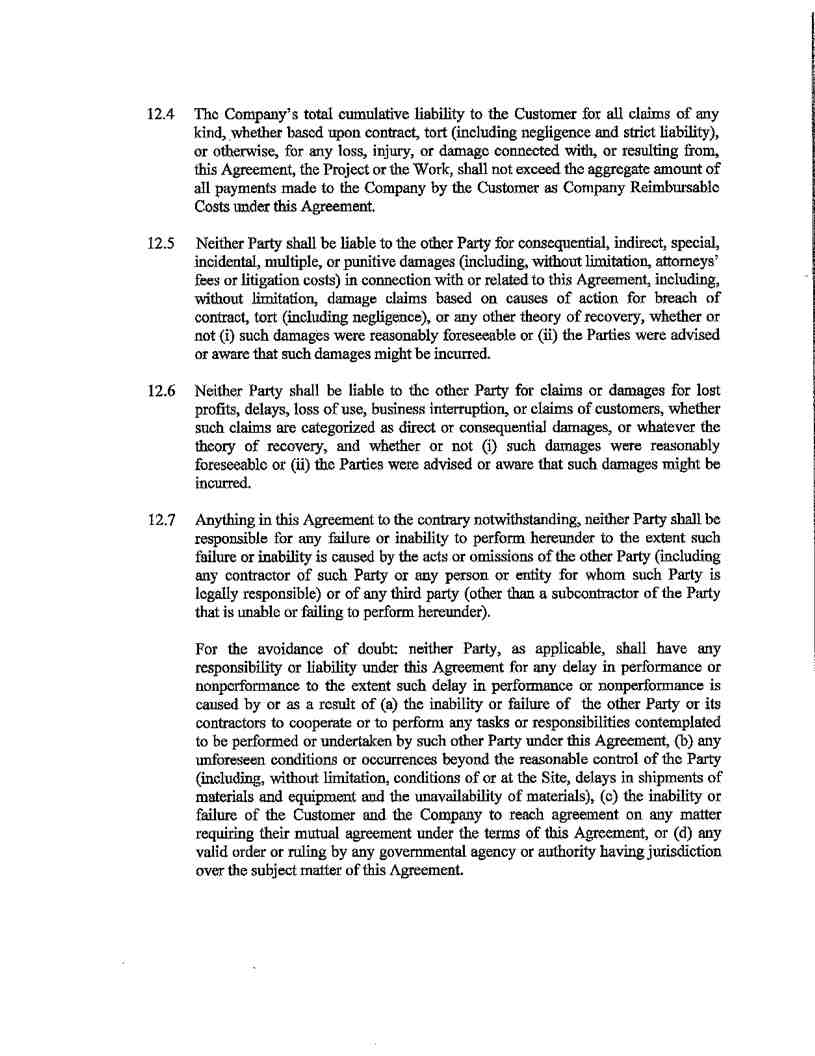 12.4 The Company's total cumulative liability to the Customer for all claims of any
kind, whether based upon contract, tort (including negligence and strict liability),
or otherwise, for any loss, injury, or damage connected with, or resulting from,
this Agreement, the Project or the Work, shall not exceed the aggregate amount of
all payments made to the Company by the Customer as Company Reimbursable
Costs under this Agreement.
12.5 Neither Party shall be liable to the other Party for consequential, indirect, special,
incidental, multiple, or punitive damages (including, without limitation, attorneys'
fees or litigation costs) in connection with or related to this Agreement, including,
without limitation, damage claims based on causes of action for breach of
contract, tort (including negligence), or any other theory of recovery, whether or
not (i) such damages were reasonably foreseeable or (ii) the Parties were advised
or aware that such damages might be incurred.
12.6 Neither Party shall be liable to the other Party for claims or damages for lost
profits, delays, loss of use, business interruption, or claims of customers, whether
such claims are categorized as direct or consequential damages, or whatever the
theory of recovery, and whether or not (i) such damages were reasonably
foreseeable or (ii) the Parties were advised or aware that such damages might be
incurred.
12.7 Anything in this Agreement to the contrary notwithstanding, neither Party shall be
responsible for any failure or inability to perform hereunder to the extent such
failure or inability is caused by the acts or omissions of the other Party (including
any contractor of such Party or any person or entity for whom such Party is
legally responsible) or of any third party (other than a subcontractor of the Party
that is unable or failing to perform hereunder).
For the avoidance of doubt: neither Party, as applicable, shall have any
responsibility or liability under this Agreement for any delay in performance or
nonperformance to the extent such delay in performance or nonperformance is
caused by or as a result of (a) the inability or failure of the other Party or its
contractors to cooperate or to perform any tasks or responsibilities contemplated
to be performed or undertaken by such other Party under this Agreement, (b) any
unforeseen conditions or occurrences beyond the reasonable control of the Party
(including, without limitation, conditions of or at the Site, delays in shipments of
materials and equipment and the unavailability of materials), (c) the inability or
failure of the Customer and the Company to reach agreement on any matter
requiring their mutual agreement under the terms of this Agreement, or (d) any
valid order or ruling by any governmental agency or authority having jurisdiction
over the subject matter of this Agreement.